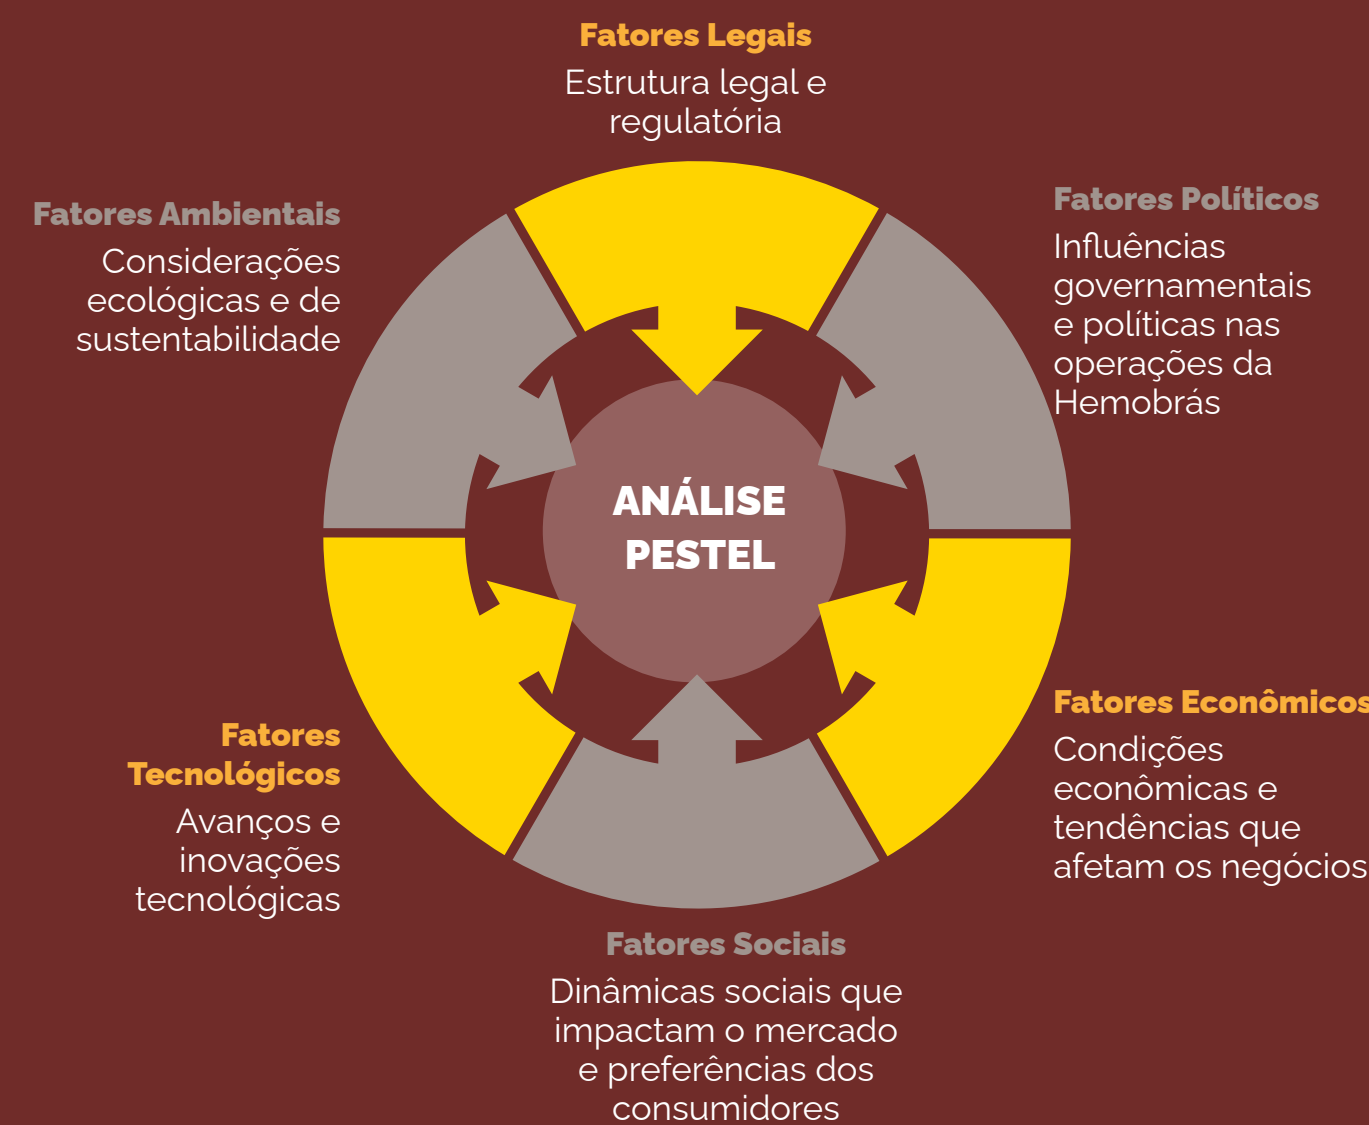 Fatores Legais
Estrutura legal e
regulatória
Fatores Políticos
Influências
governamentais
e políticas nas
operações da
Hemobrás
Fatores Econômicos
Condições
econômicas e
tendências que
afetam os negócios
Fatores Sociais
Dinâmicas sociais que
impactam o mercado
e preferências dos
consumidores
Fatores
Tecnológicos
Avanços e
inovações
tecnológicas
Fatores Ambientais
Considerações
ecológicas e de
sustentabilidade
ANÁLISE
PESTEL